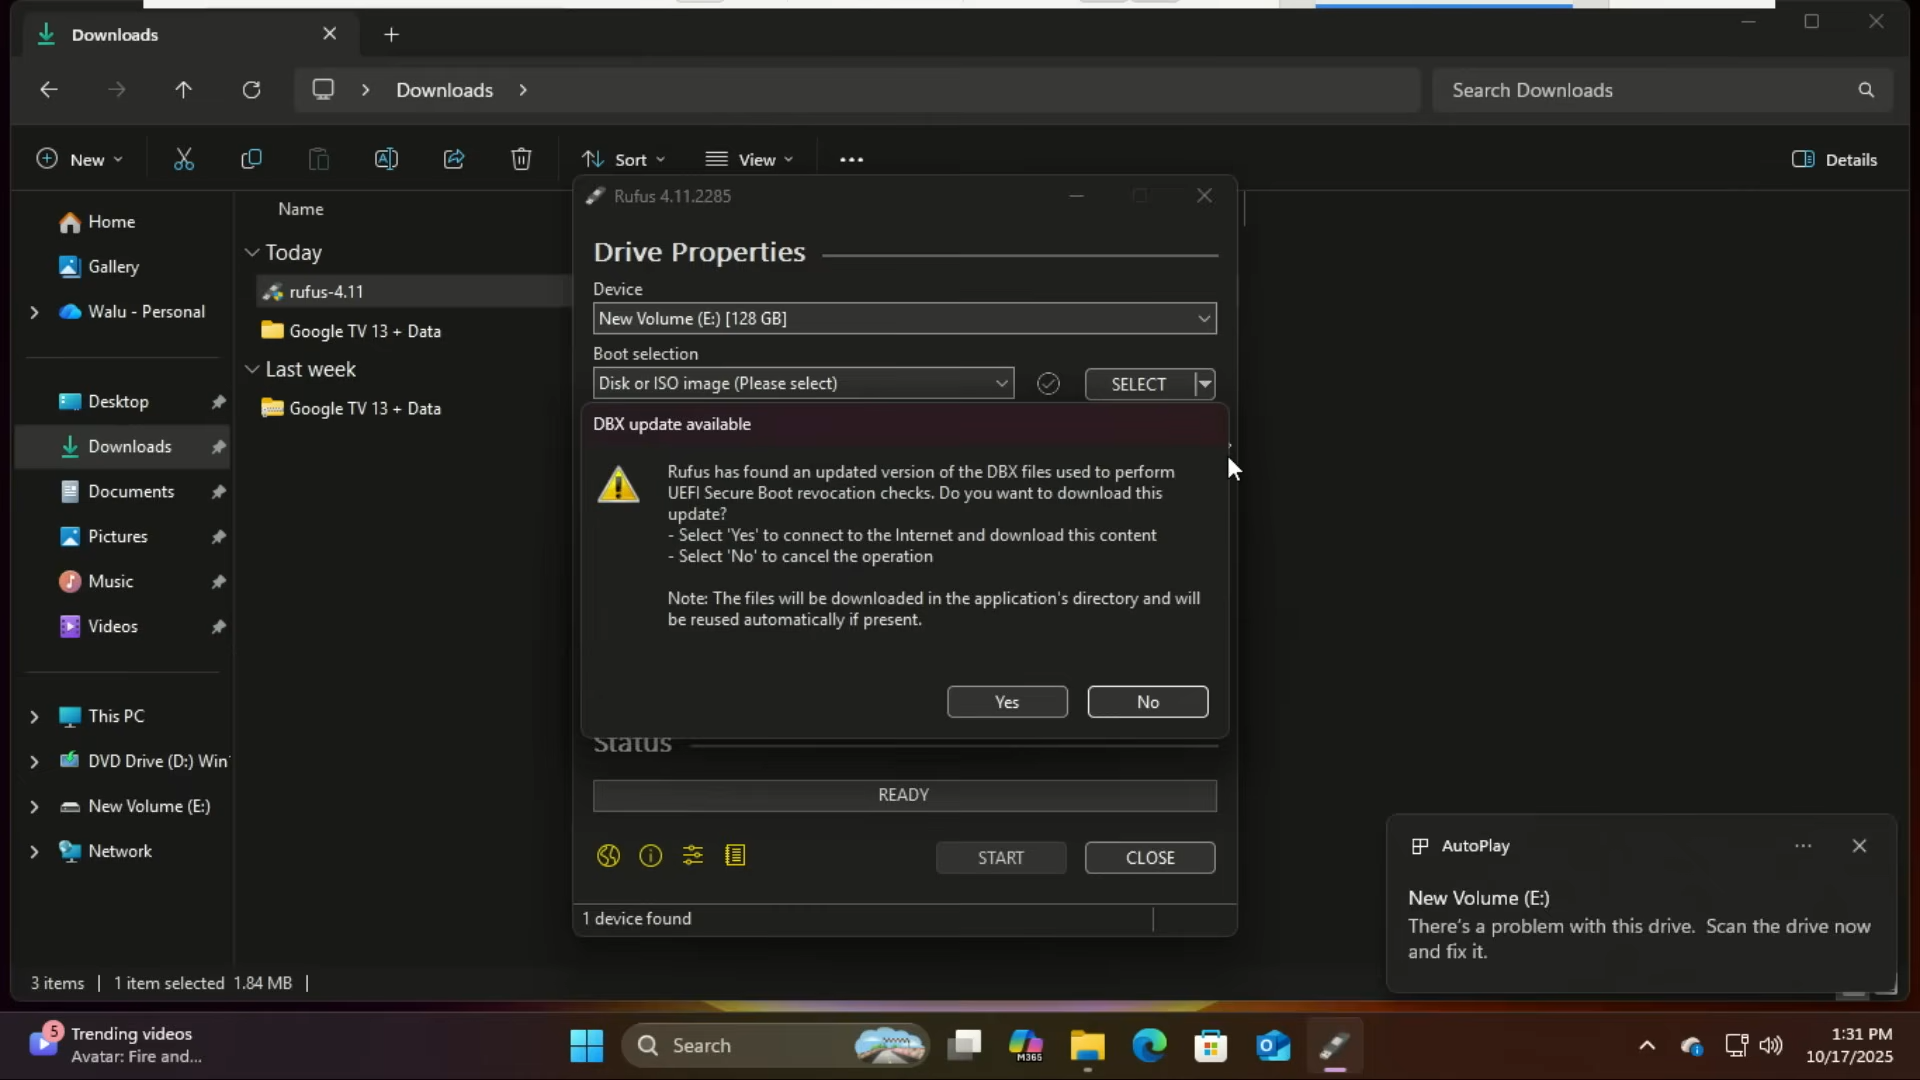 Downloads
Downloads
Search Downloads
New
Sort
View
Details
Home
Gallery
Walu - Personal
Desktop
Downloads
Documents
Pictures
Music
Videos
This PC
DVD Drive (D:) Win
New Volume (E:)
Network
Name
Today
rufus-4.11
Google TV 13 + Data
Last week
Google TV 13 + Data
Rufus 4.11.2285
Drive Properties
Device
New Volume (E:) [128 GB]
Boot selection
Disk or ISO image (Please select)
SELECT
DBX update available
Rufus has found an updated version of the DBX files used to perform
UEFI Secure Boot revocation checks. Do you want to download this
update?
- Select 'Yes' to connect to the Internet and download this content
- Select 'No' to cancel the operation
Note: The files will be downloaded in the application's directory and will
be reused automatically if present.
Yes
No
Status
READY
START
CLOSE
1 device found
AutoPlay
New Volume (E:)
There's a problem with this drive. Scan the drive now
and fix it.
3 items
1 item selected 1.84 MB
5
Trending videos
Avatar: Fire and...
Search
M365
1:31 PM
10/17/2025